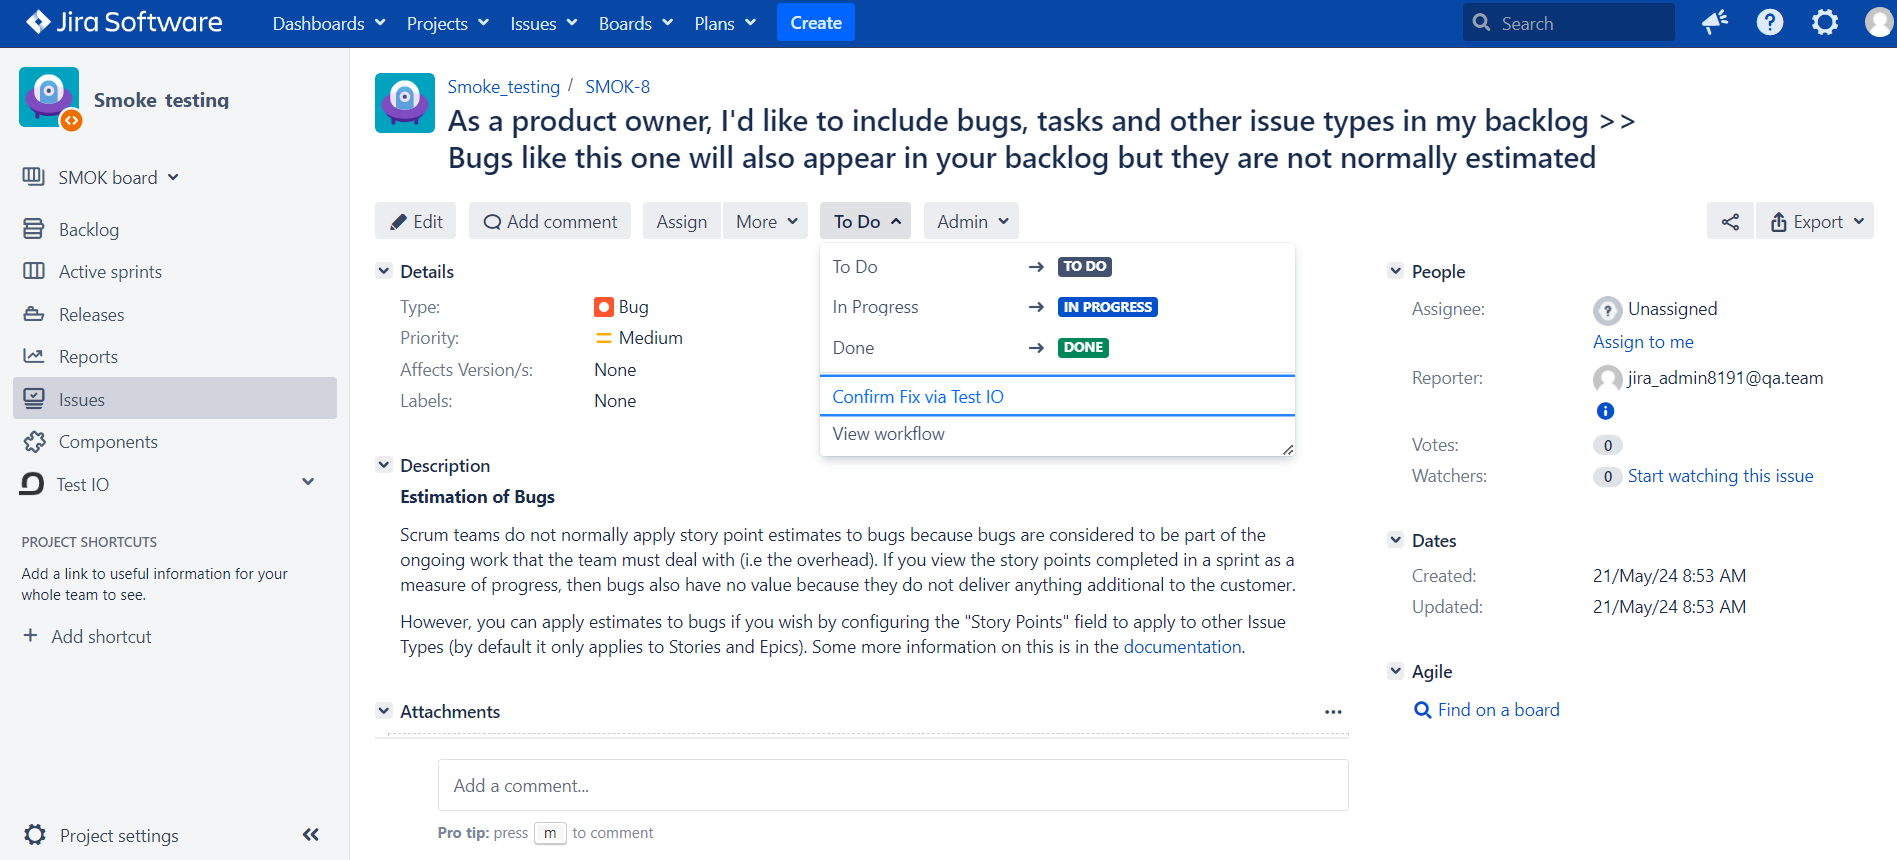 Jira Software
Dashboards
Projects
Issues
Boards
Plans
Create
Search
Smoke testing
SMOK board
Backlog
Active sprints
Releases
Reports
Issues
Components
Test IO
PROJECT SHORTCUTS
Add a link to useful information for your
whole team to see.
+ Add shortcut
Project settings
Smoke_testing / SMOK-8
As a product owner, I'd like to include bugs, tasks and other issue types in my backlog >>
Bugs like this one will also appear in your backlog but they are not normally estimated
Edit
Add comment
Assign
More
To Do
Admin
Export
To Do → TO DO
In Progress → IN PROGRESS
Done → DONE
Confirm Fix via Test IO
View workflow
Details
Type: Bug
Priority: Medium
Affects Version/s: None
Labels: None
Description
Estimation of Bugs
Scrum teams do not normally apply story point estimates to bugs because bugs are considered to be part of the
ongoing work that the team must deal with (i.e the overhead). If you view the story points completed in a sprint as a
measure of progress, then bugs also have no value because they do not deliver anything additional to the customer.
However, you can apply estimates to bugs if you wish by configuring the "Story Points" field to apply to other Issue
Types (by default it only applies to Stories and Epics). Some more information on this is in the documentation.
Attachments
Add a comment...
Pro tip: press m to comment
People
Assignee: Unassigned
Assign to me
Reporter: jira_admin8191@qa.team
Votes: 0
Watchers: 0 Start watching this issue
Dates
Created: 21/May/24 8:53 AM
Updated: 21/May/24 8:53 AM
Agile
Find on a board